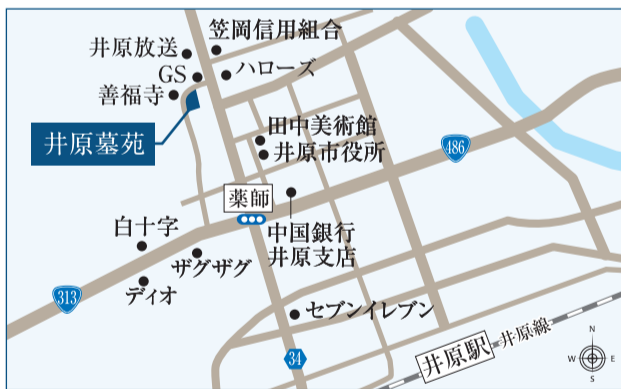 笠岡信用組合
井原放送
GS
ハローズ
善福寺
井原墓苑
田中美術館
井原市役所
486
薬師
中国銀行
井原支店
白十字
ザグザグ
313
ディオ
セブンイレブン
34
井原駅
井原線
N
W
E
S